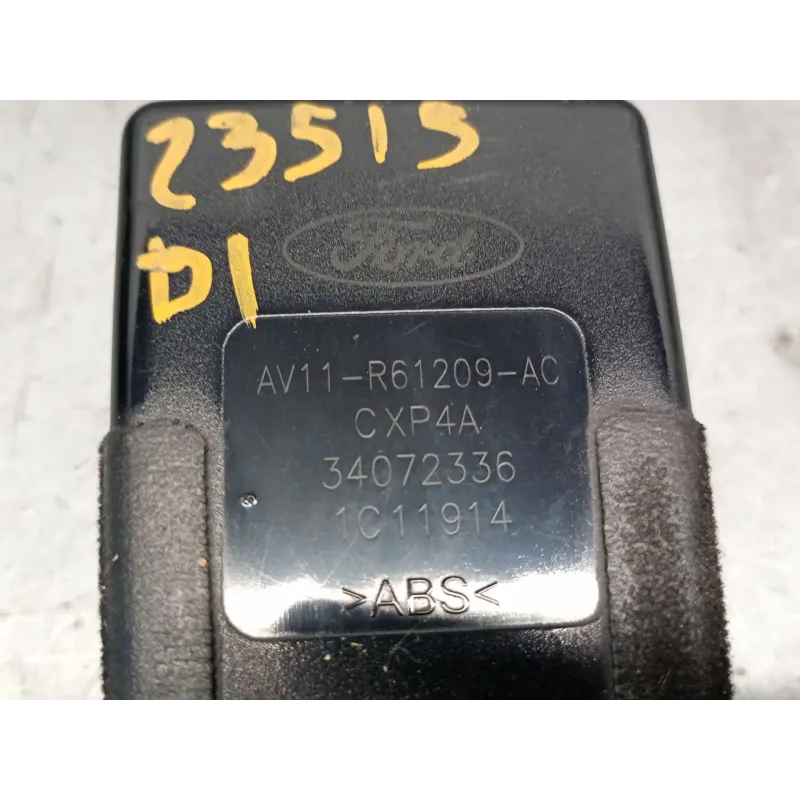 23515
Ford
D1
AV11-R61209-AC
CXP4A
34072336
1C11914
>ABS<